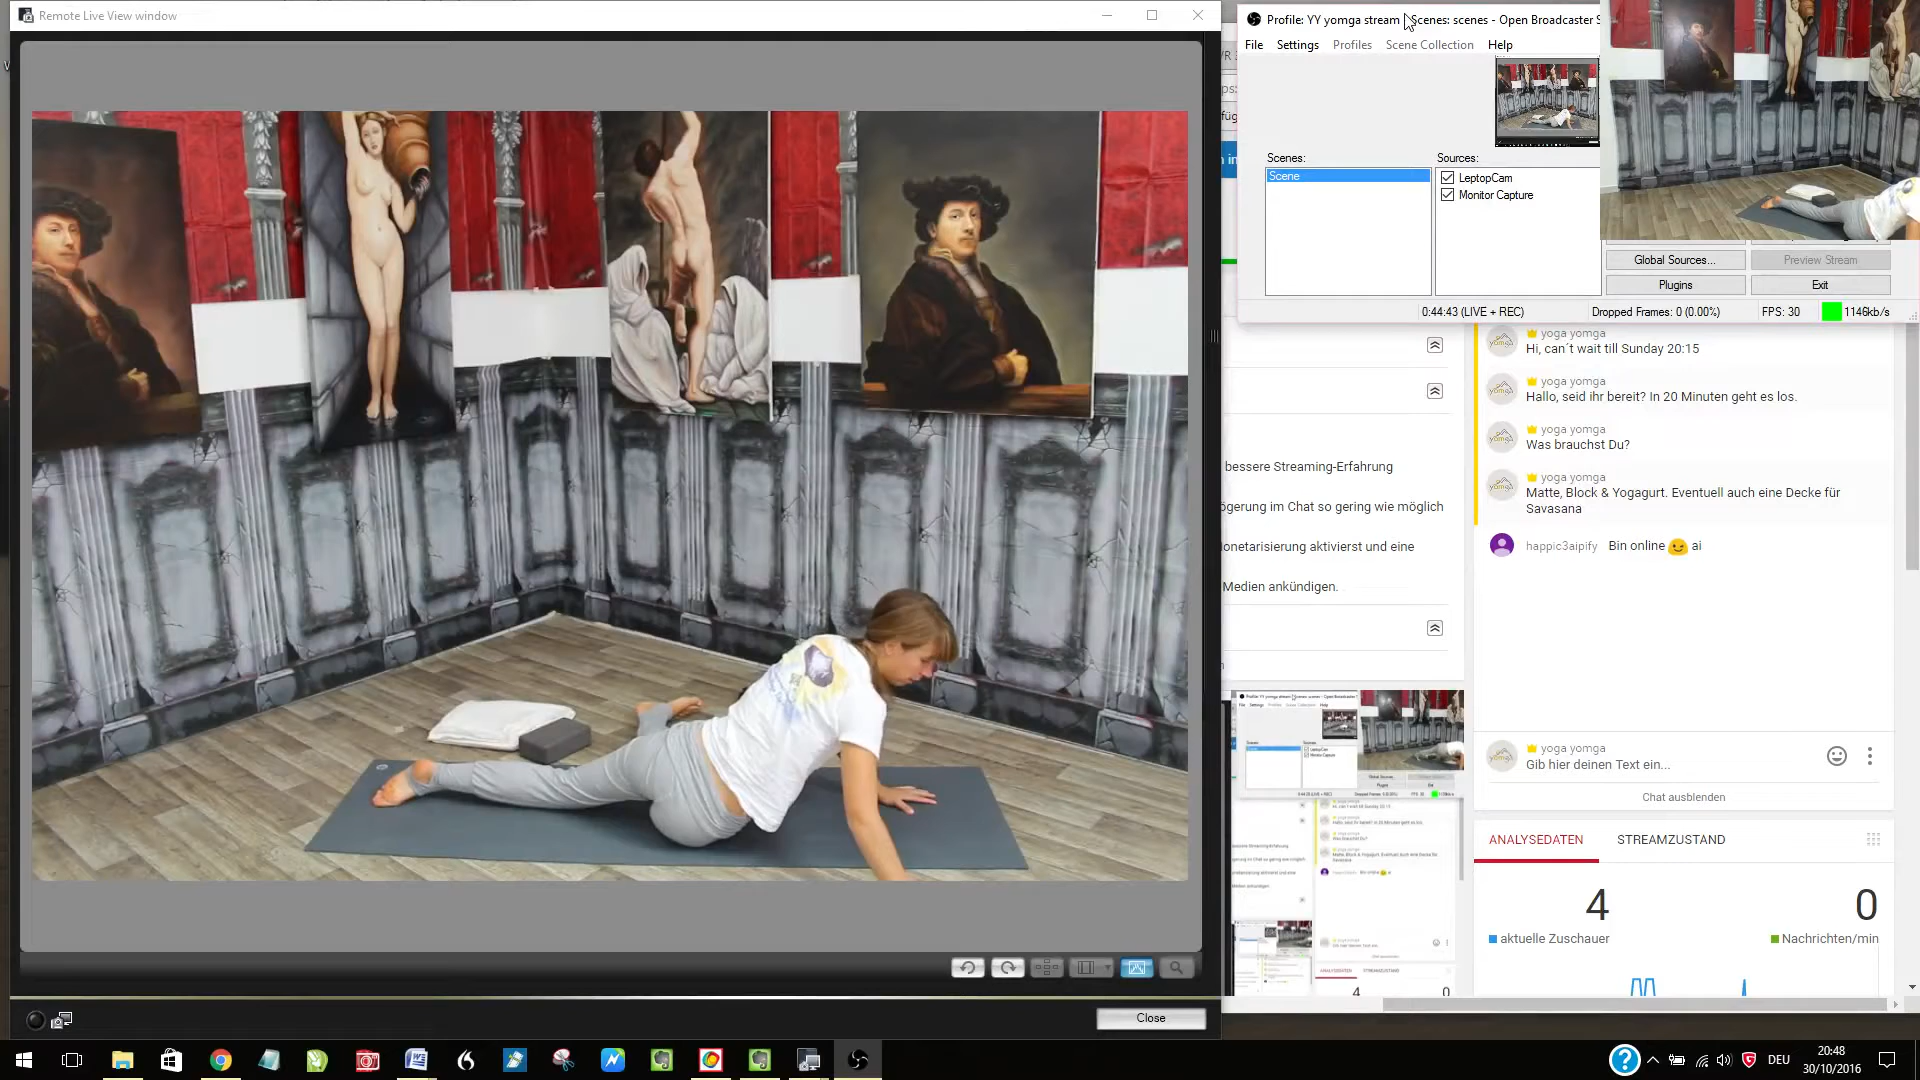 Remote Live View window
Close
Profile: YY yomga stream
Scenes: scenes - Open Broadcaster S
File Settings Profiles Scene Collection Help
Scenes:
Sources:
Scene
LeptopCam
Monitor Capture
Global Sources...
Preview Stream
Plugins
Exit
0:44:43 (LIVE + REC)
Dropped Frames: 0 (0.00%)
FPS: 30
1146kb/s
bessere Streaming-Erfahrung
ögerung im Chat so gering wie möglich
onetarisierung aktivierst und eine
Medien ankündigen.
yoga yomga
Hi, can´t wait till Sunday 20:15
yoga yomga
Hallo, seid ihr bereit? In 20 Minuten geht es los.
yoga yomga
Was brauchst Du?
yoga yomga
Matte, Block & Yogagurt. Eventuell auch eine Decke für
Savasana
happic3aipify Bin online 😉 ai
yoga yomga
Gib hier deinen Text ein...
Chat ausblenden
ANALYSEDATEN STREAMZUSTAND
4 0
aktuelle Zuschauer Nachrichten/min
DEU
20:48
30/10/2016